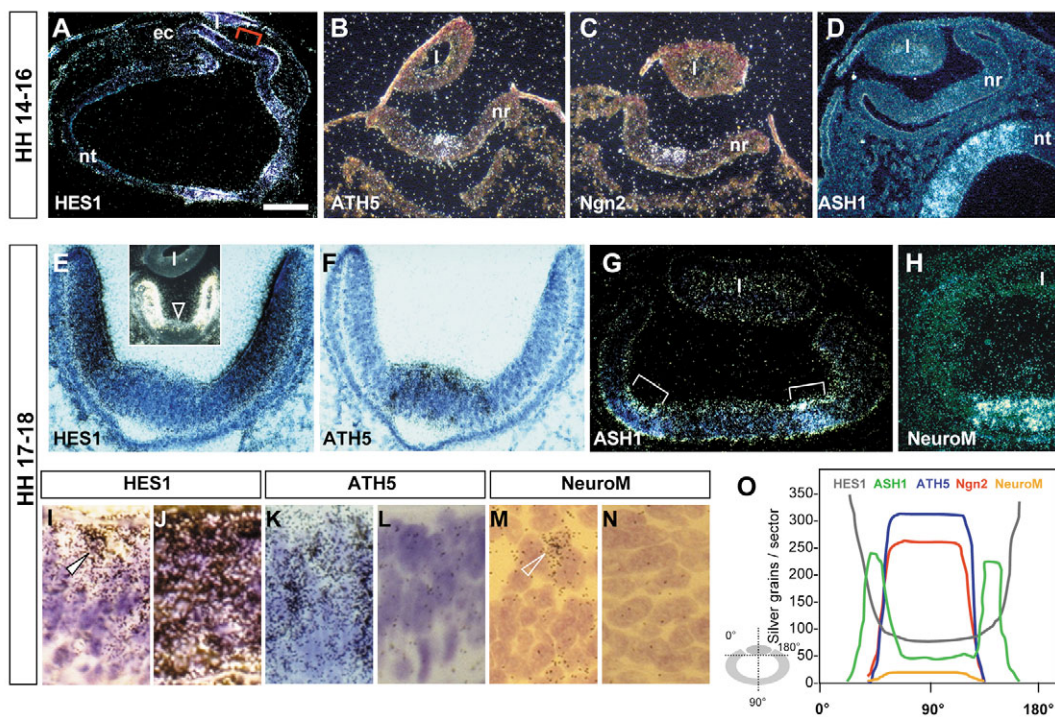 HH 14-16
A
ec
l
nt
HES1
B
l
nr
ATH5
C
l
nr
Ngn2
D
l
nr
nt
ASH1
HH 17-18
E
l
HES1
F
ATH5
G
l
ASH1
H
l
NeuroM
HES1
ATH5
NeuroM
I
J
K
L
M
N
O
HES1 ASH1 ATH5 Ngn2 NeuroM
Silver grains / sector
350
300
250
200
150
100
50
0
0°
180°
90°
0° 90° 180°